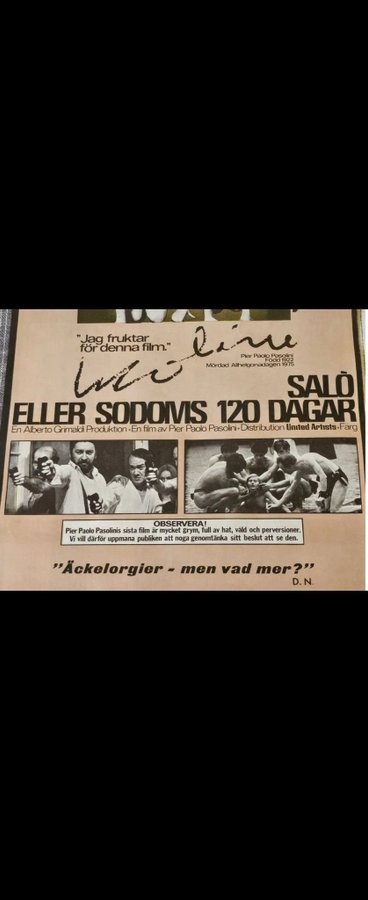 "Jag fruktar
för denna film."
Pier Paolo Pasolini
Född 1922
Mördad Allhelgonadagen 1975
SALÒ
ELLER SODOMS 120 DAGAR
En Alberto Grimaldi Produktion • En film av Pier Paolo Pasolini • Distribution United Artists • Färg
OBSERVERA!
Pier Paolo Pasolinis sista film är mycket grym, full av hat, våld och perversioner.
Vi vill därför uppmana publiken att noga genomtänka sitt beslut att se den.
"Äckelorgier - men vad mer?"
D. N.